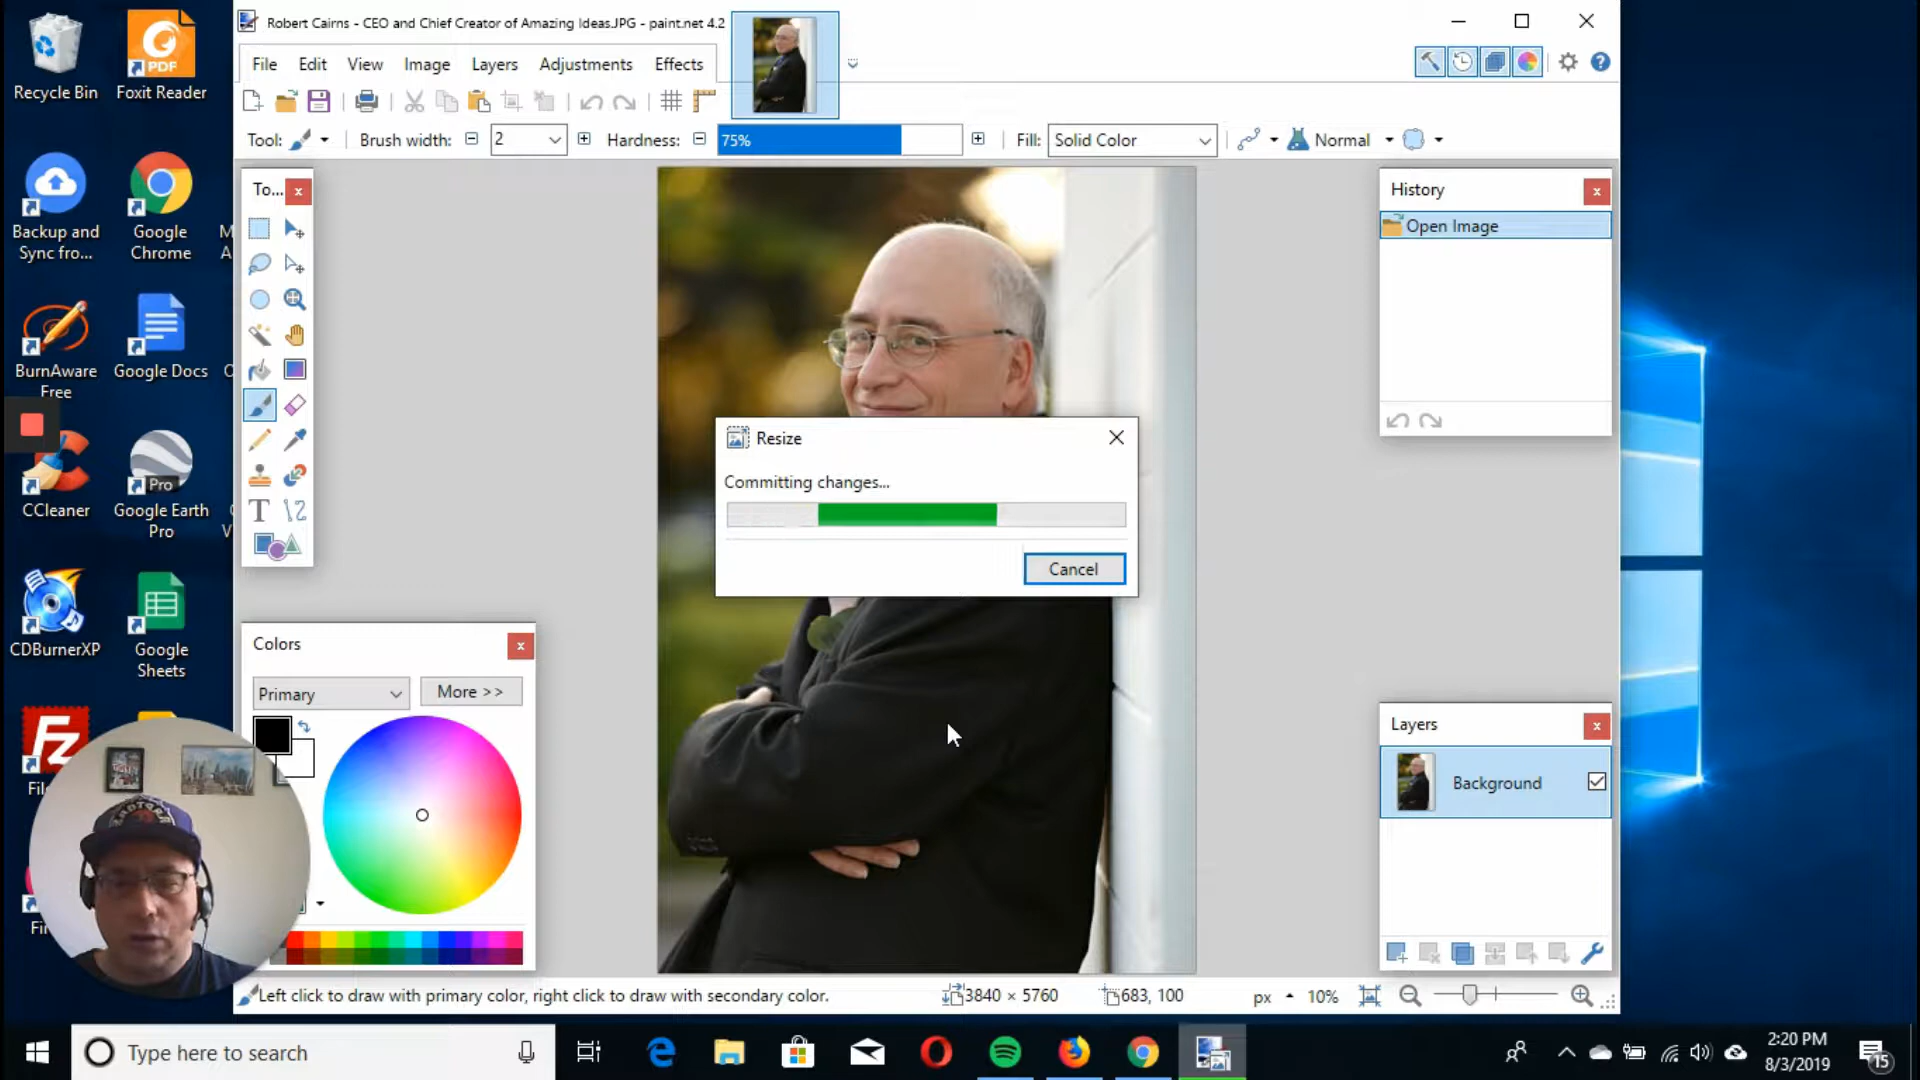 Robert Cairns - CEO and Chief Creator of Amazing Ideas.JPG - paint.net 4.2
File Edit View Image Layers Adjustments Effects
Tool: Brush width: 2 Hardness: 75% Fill: Solid Color Normal
To...
History
Open Image
Resize
Committing changes...
Cancel
Colors
Primary
More >>
Layers
Background
Left click to draw with primary color, right click to draw with secondary color.
3840 × 5760
683, 100
px
10%
Recycle Bin
Foxit Reader
PDF
Backup and
Sync fro...
Google
Chrome
BurnAware
Free
Google Docs
CCleaner
Pro
Google Earth
Pro
CDBurnerXP
Google
Sheets
Fz
Type here to search
2:20 PM
8/3/2019
15